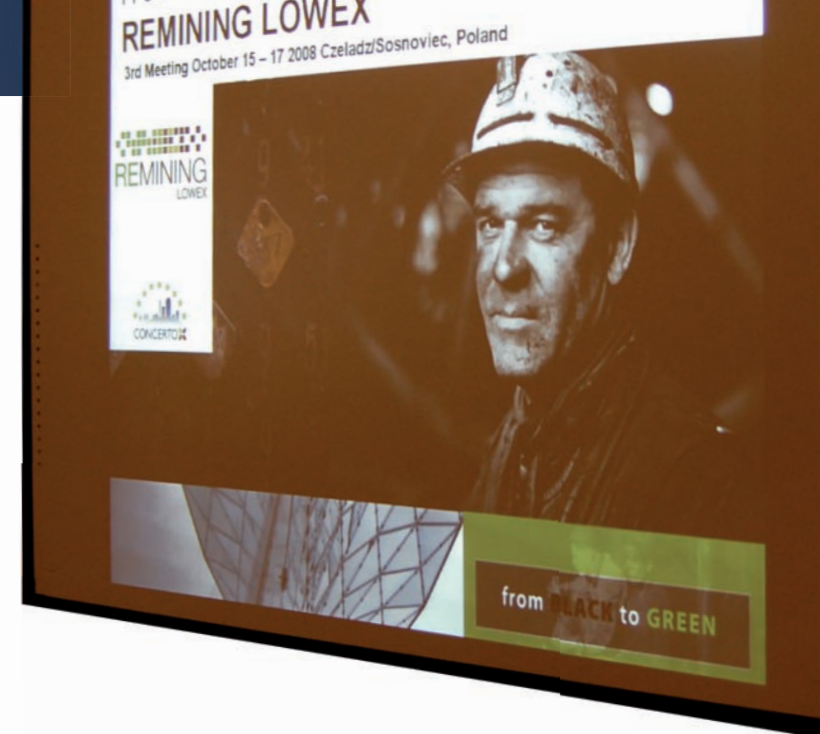 REMINING LOWEX
3rd Meeting October 15 – 17 2008 Czeladz/Sosnoviec, Poland
REMINING
LOWEX
CONCERTO
from BLACK to GREEN